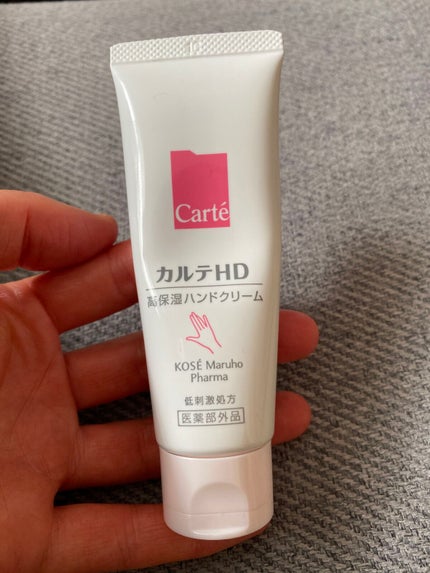 Carté
カルテHD
高保湿ハンドクリーム
KOSÉ Maruho
Pharma
低刺激処方
医薬部外品